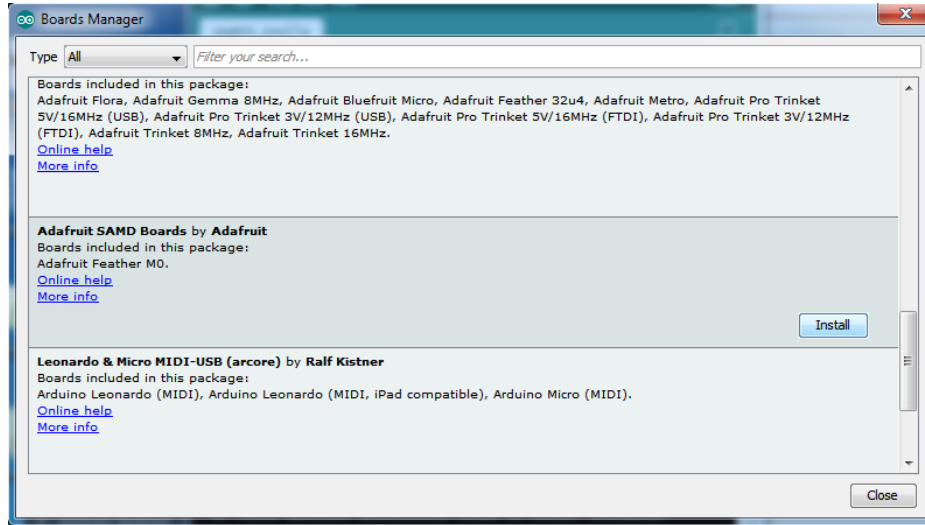 Boards Manager
Type All Filter your search...
Boards included in this package:
Adafruit Flora, Adafruit Gemma 8MHz, Adafruit Bluefruit Micro, Adafruit Feather 32u4, Adafruit Metro, Adafruit Pro Trinket
5V/16MHz (USB), Adafruit Pro Trinket 3V/12MHz (USB), Adafruit Pro Trinket 5V/16MHz (FTDI), Adafruit Pro Trinket 3V/12MHz
(FTDI), Adafruit Trinket 8MHz, Adafruit Trinket 16MHz.
Online help
More info
Adafruit SAMD Boards by Adafruit
Boards included in this package:
Adafruit Feather M0.
Online help
More info
Install
Leonardo & Micro MIDI-USB (arcore) by Ralf Kistner
Boards included in this package:
Arduino Leonardo (MIDI), Arduino Leonardo (MIDI, iPad compatible), Arduino Micro (MIDI).
Online help
More info
Close